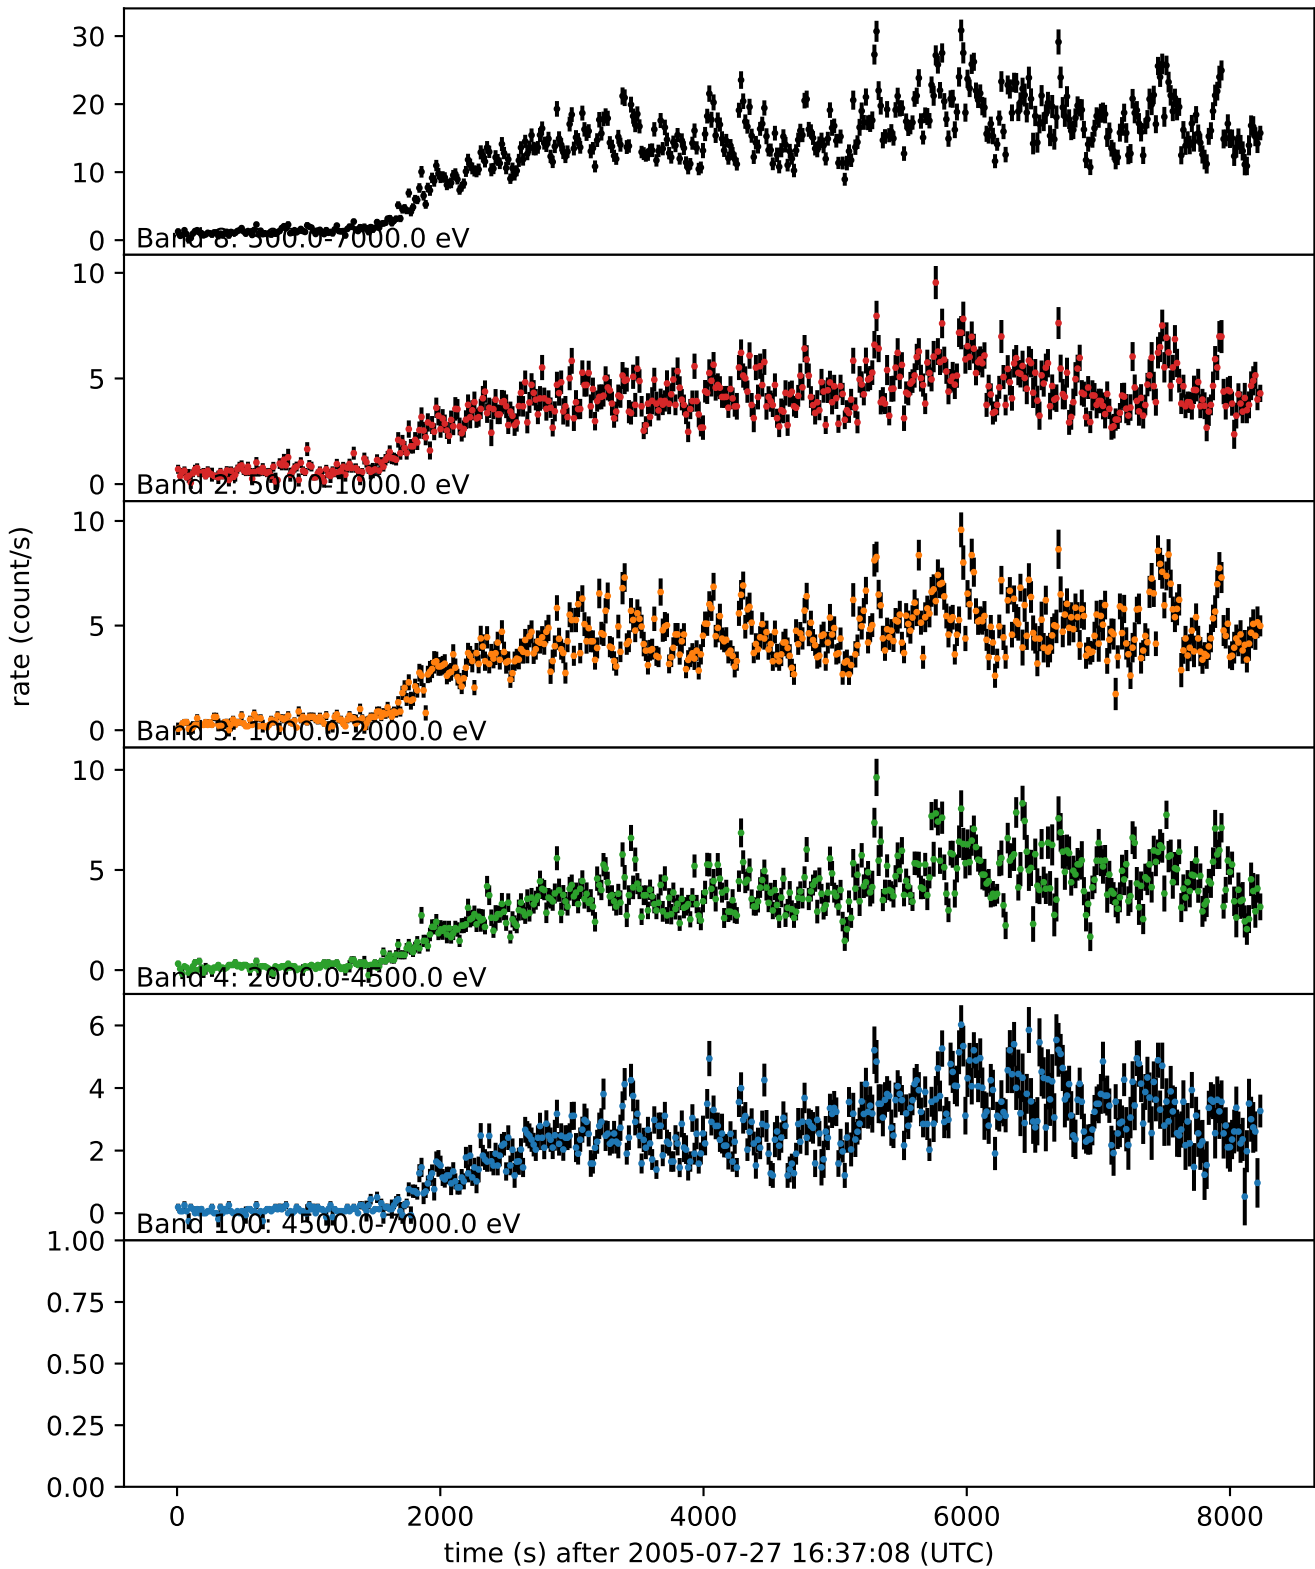 30
20
10
0
Band 8: 500.0-7000.0 eV
10
5
0
Band 2: 500.0-1000.0 eV
10
5
0
Band 3: 1000.0-2000.0 eV
10
5
0
Band 4: 2000.0-4500.0 eV
6
4
2
0
Band 100: 4500.0-7000.0 eV
1.00
0.75
0.50
0.25
0.00
rate (count/s)
0 2000 4000 6000 8000
time (s) after 2005-07-27 16:37:08 (UTC)